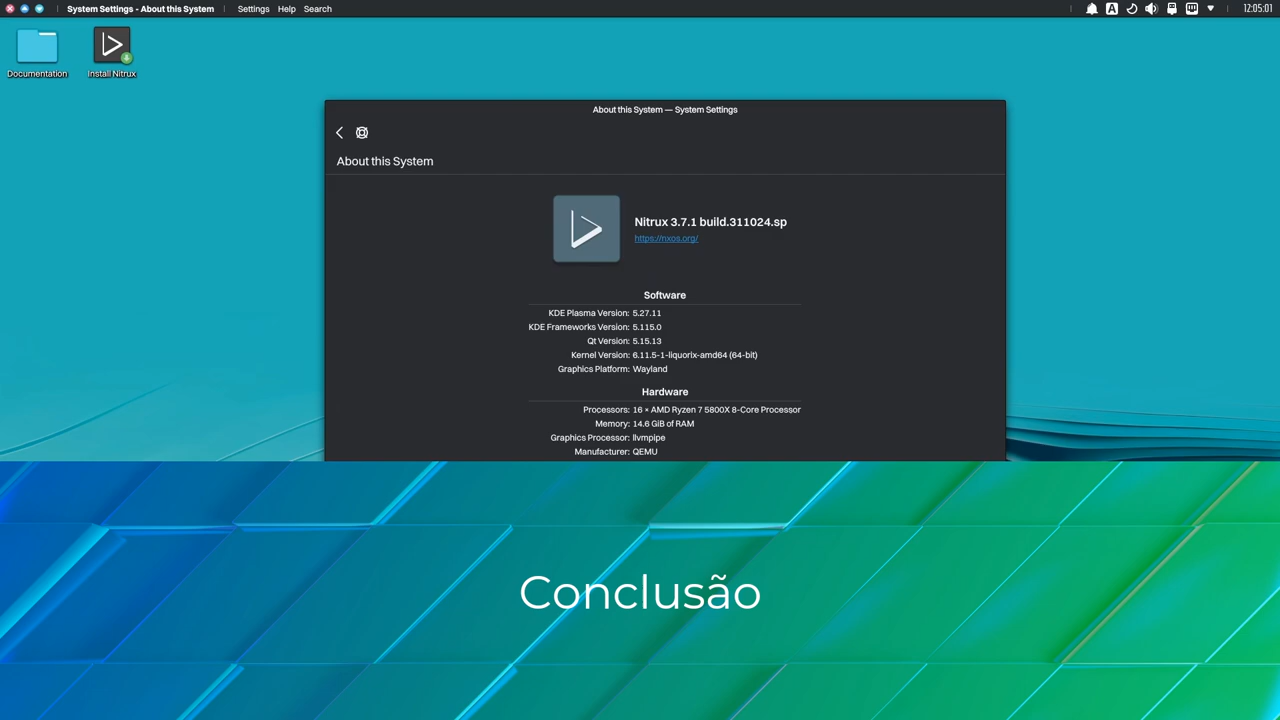 System Settings - About this System Settings Help Search 12:05:01
Documentation Install Nitrux
About this System — System Settings
About this System
Nitrux 3.7.1 build.311024.sp
https://nxos.org/
Software
KDE Plasma Version: 5.27.11
KDE Frameworks Version: 5.115.0
Qt Version: 5.15.13
Kernel Version: 6.11.5-1-liquorix-amd64 (64-bit)
Graphics Platform: Wayland
Hardware
Processors: 16 × AMD Ryzen 7 5800X 8-Core Processor
Memory: 14.6 GiB of RAM
Graphics Processor: llvmpipe
Manufacturer: QEMU
Conclusão